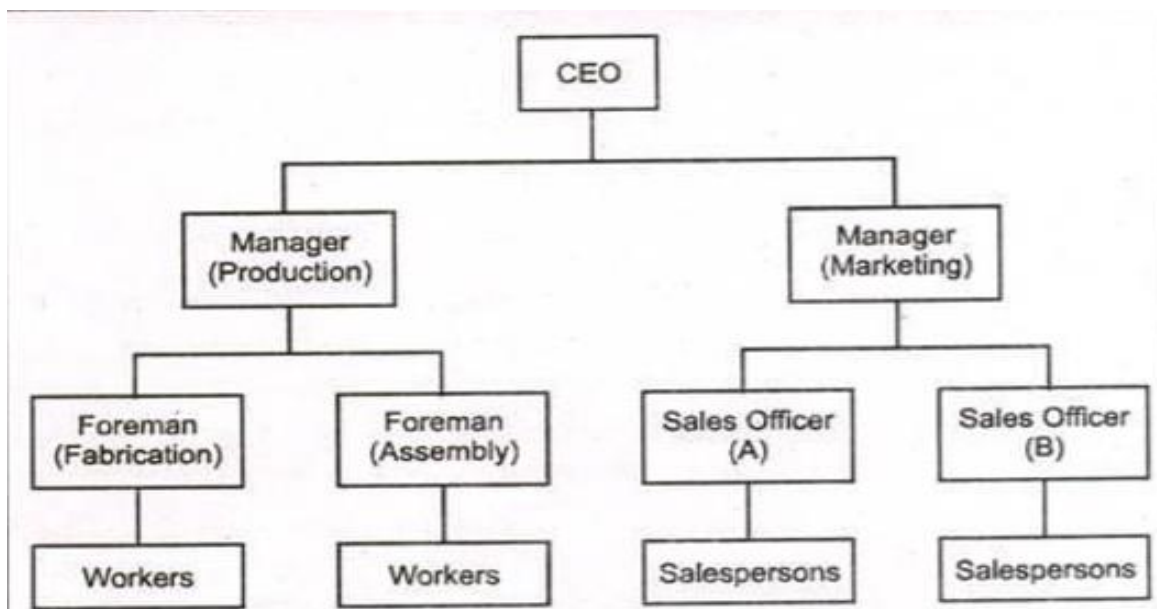 CEO
Manager
(Production)
Manager
(Marketing)
Foreman
(Fabrication)
Foreman
(Assembly)
Sales Officer
(A)
Sales Officer
(B)
Workers
Workers
Salespersons
Salespersons